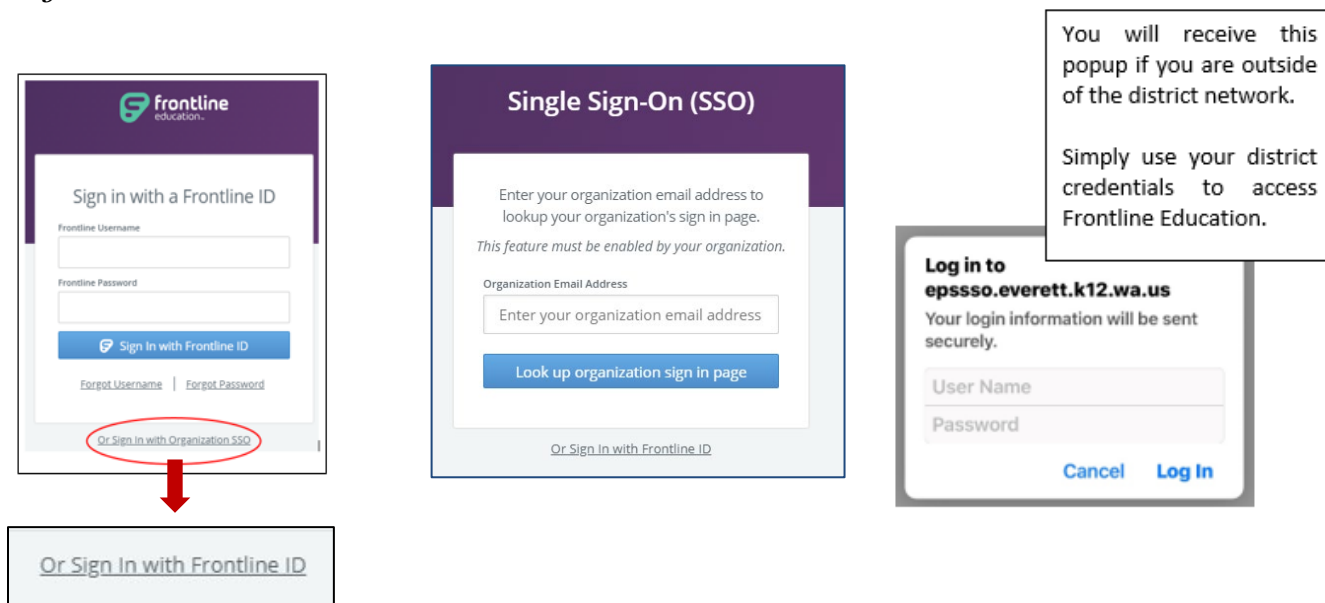 frontline
education™
Sign in with a Frontline ID
Frontline Username
Frontline Password
Sign In with Frontline ID
Forgot Username | Forgot Password
Or Sign In with Organization SSO
Or Sign In with Frontline ID
Single Sign-On (SSO)
Enter your organization email address to
lookup your organization's sign in page.
This feature must be enabled by your organization.
Organization Email Address
Enter your organization email address
Look up organization sign in page
Or Sign In with Frontline ID
You will receive this
popup if you are outside
of the district network.
Simply use your district
credentials to access
Frontline Education.
Log in to
epssso.everett.k12.wa.us
Your login information will be sent
securely.
User Name
Password
Cancel Log In